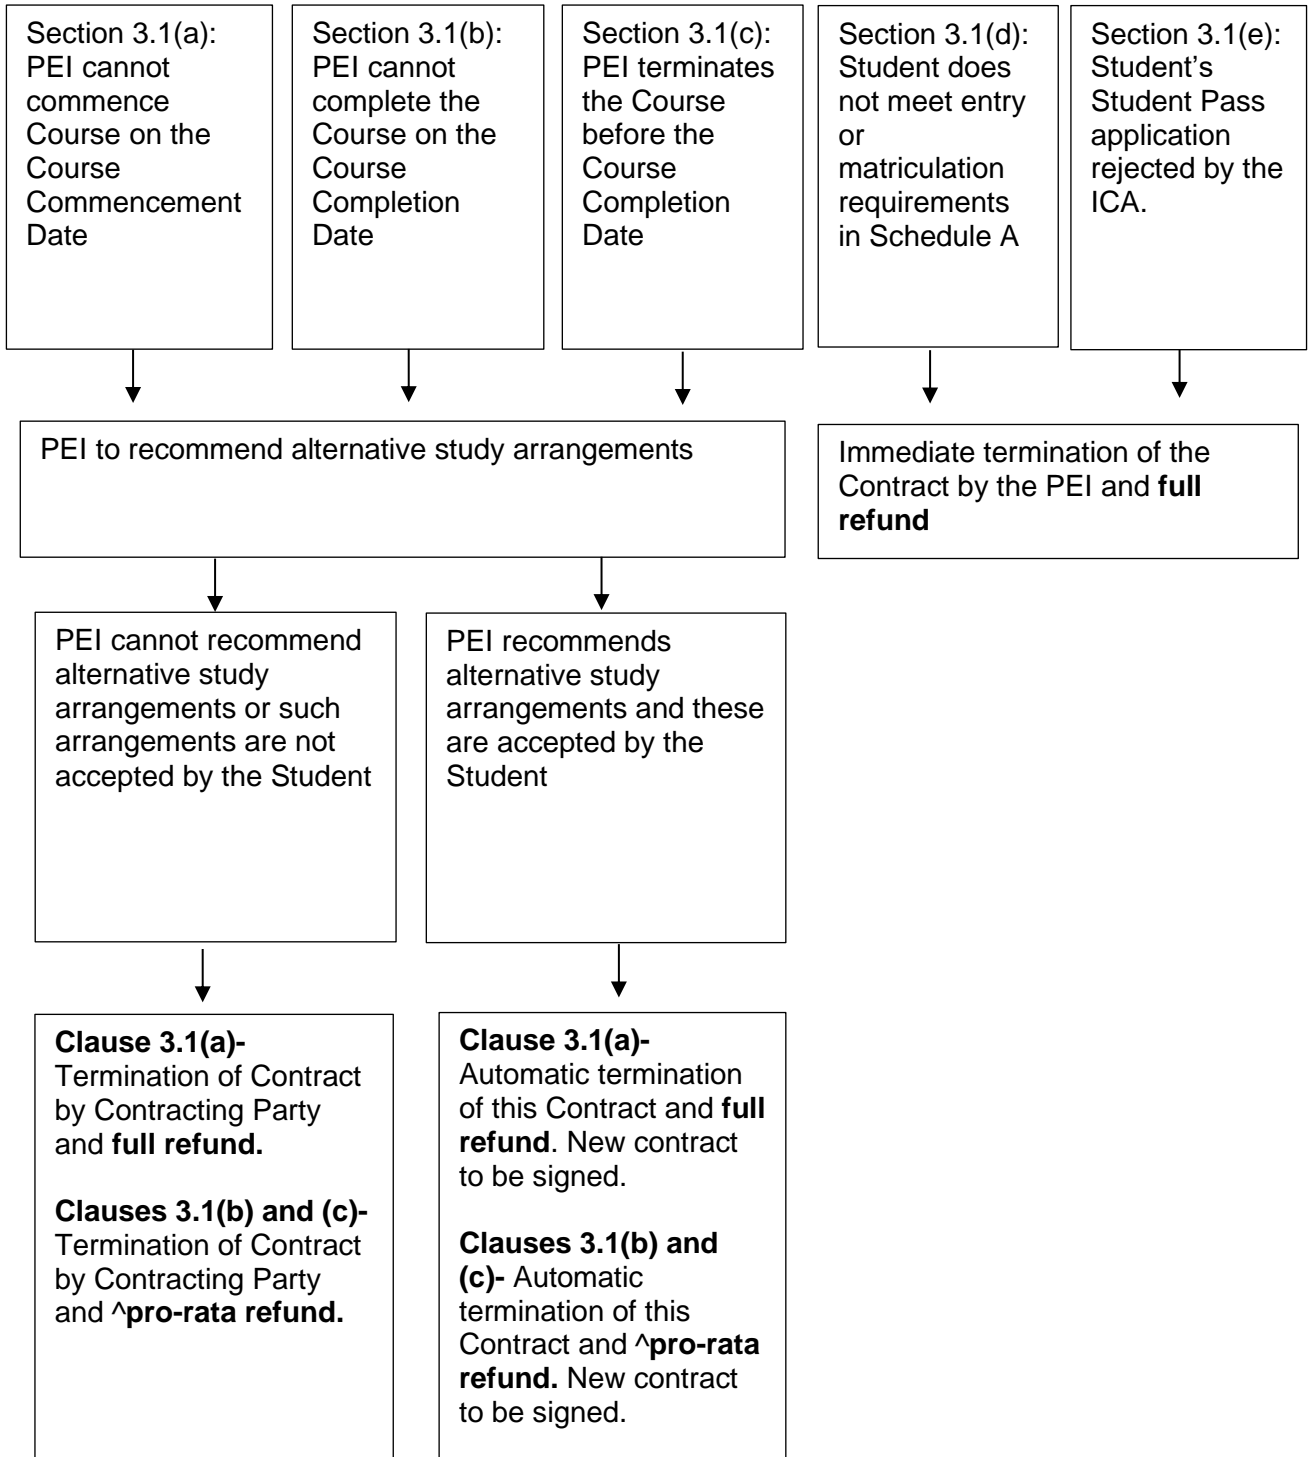 Section 3.1(a):
PEI cannot
commence
Course on the
Course
Commencement
Date
Section 3.1(b):
PEI cannot
complete the
Course on the
Course
Completion
Date
Section 3.1(c):
PEI terminates
the Course
before the
Course
Completion
Date
Section 3.1(d):
Student does
not meet entry
or
matriculation
requirements
in Schedule A
Section 3.1(e):
Student’s
Student Pass
application
rejected by the
ICA.
PEI to recommend alternative study arrangements
Immediate termination of the
Contract by the PEI and full
refund
PEI cannot recommend
alternative study
arrangements or such
arrangements are not
accepted by the Student
PEI recommends
alternative study
arrangements and these
are accepted by the
Student
Clause 3.1(a)-
Termination of Contract
by Contracting Party
and full refund.
Clauses 3.1(b) and (c)-
Termination of Contract
by Contracting Party
and ^pro-rata refund.
Clause 3.1(a)-
Automatic termination
of this Contract and full
refund. New contract
to be signed.
Clauses 3.1(b) and
(c)- Automatic
termination of this
Contract and ^pro-rata
refund. New contract
to be signed.